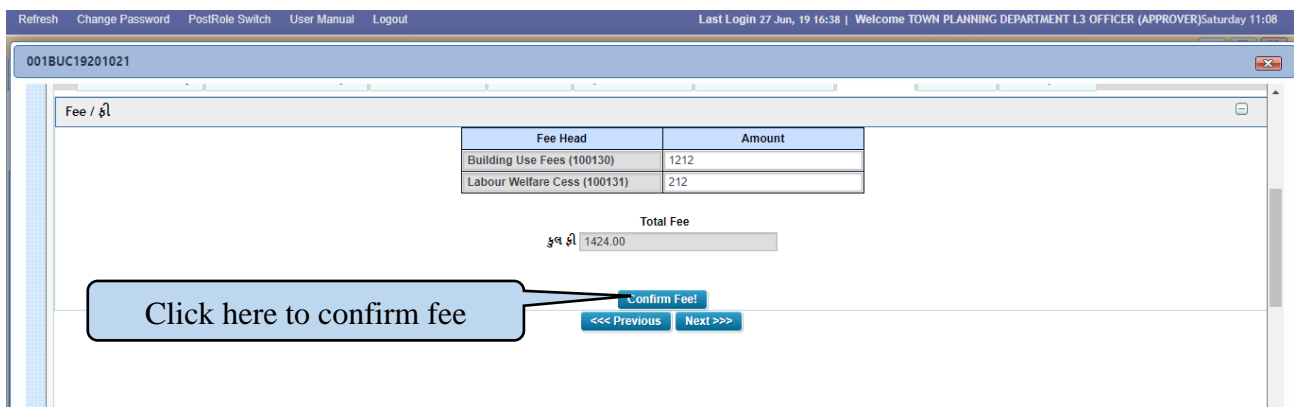 Refresh Change Password PostRole Switch User Manual Logout Last Login 27 Jun, 19 16:38 | Welcome TOWN PLANNING DEPARTMENT L3 OFFICER (APPROVER)Saturday 11:08
001BUC19201021
Fee / ફી
Fee Head Amount
Building Use Fees (100130) 1212
Labour Welfare Cess (100131) 212
Total Fee
કુલ ફી 1424.00
Confirm Fee!
Click here to confirm fee
<<< Previous Next >>>